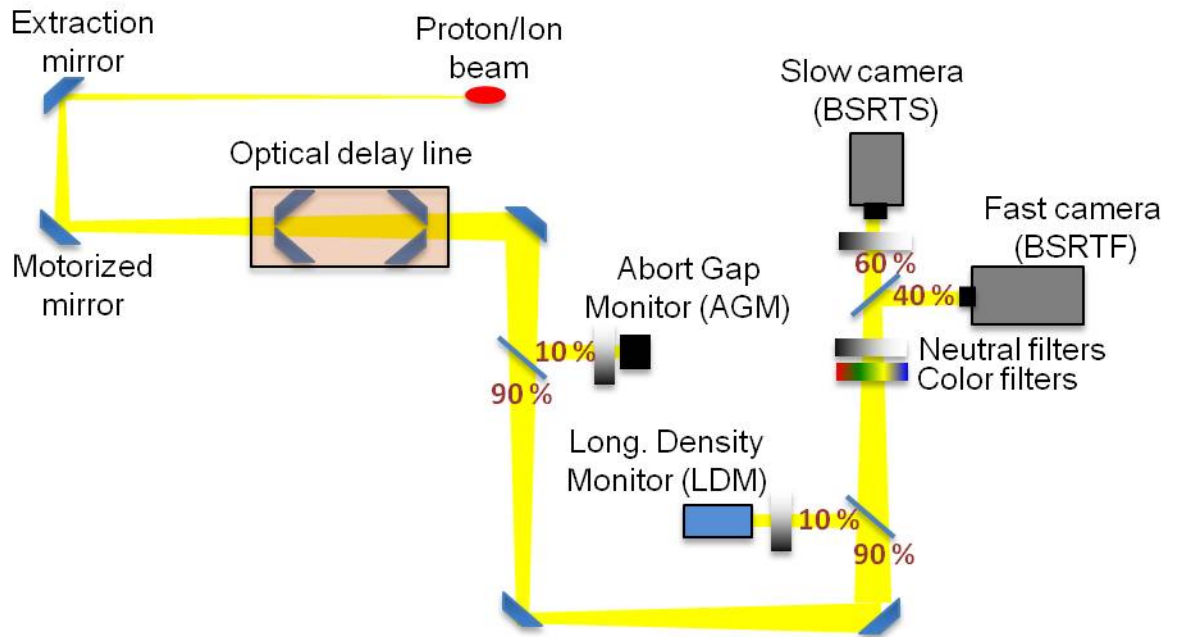 Extraction
mirror
Proton/Ion
beam
Slow camera
(BSRTS)
Optical delay line
Fast camera
(BSRTF)
Motorized
mirror
Abort Gap
Monitor (AGM)
60 %
40 %
10 %
90 %
Neutral filters
Color filters
Long. Density
Monitor (LDM)
10 %
90 %